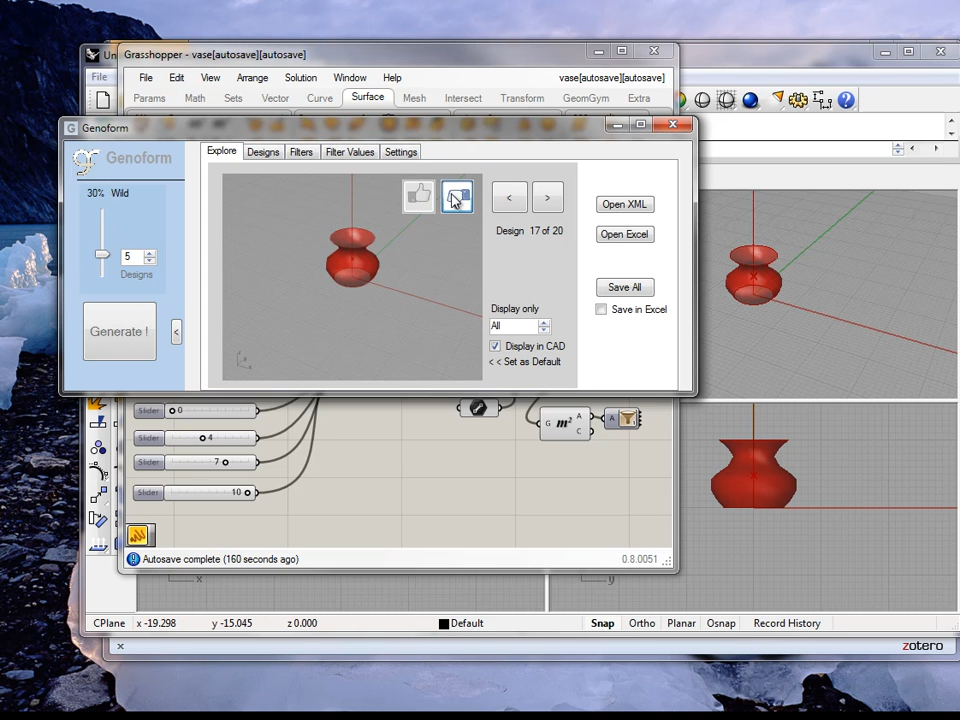 Grasshopper - vase[autosave][autosave]
Un
File
File Edit View Arrange Solution Window Help vase[autosave][autosave]
Params Math Sets Vector Curve Surface Mesh Intersect Transform GeomGym Extra
Genoform
gr Genoform
Explore Designs Filters Filter Values Settings
30% Wild
5
Designs
Generate !
<
< >
Design 17 of 20
Display only
All
Display in CAD
< < Set as Default
Open XML
Open Excel
Save All
Save in Excel
Slider 0
Slider 4
Slider 7
Slider 10
G m² A C
A
Autosave complete (160 seconds ago) 0.8.0051
x
y
CPlane x -19.298 y -15.045 z 0.000 Default Snap Ortho Planar Osnap Record History
x zotero